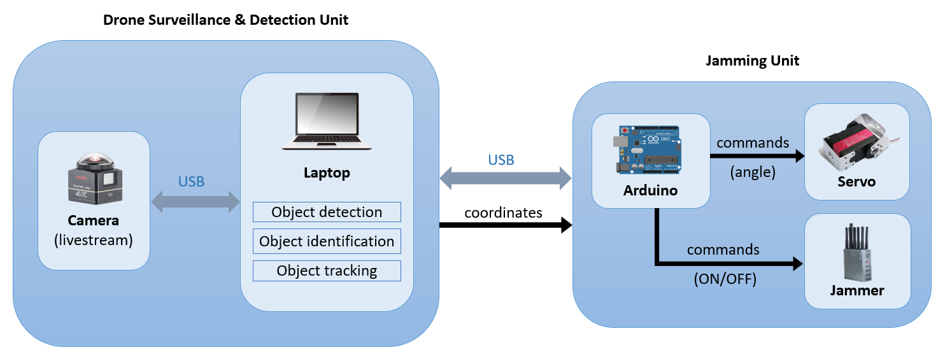 Drone Surveillance & Detection Unit
Jamming Unit
Laptop
Camera
(livestream)
USB
Object detection
Object identification
Object tracking
USB
coordinates
Arduino
commands
(angle)
Servo
commands
(ON/OFF)
Jammer
UNO